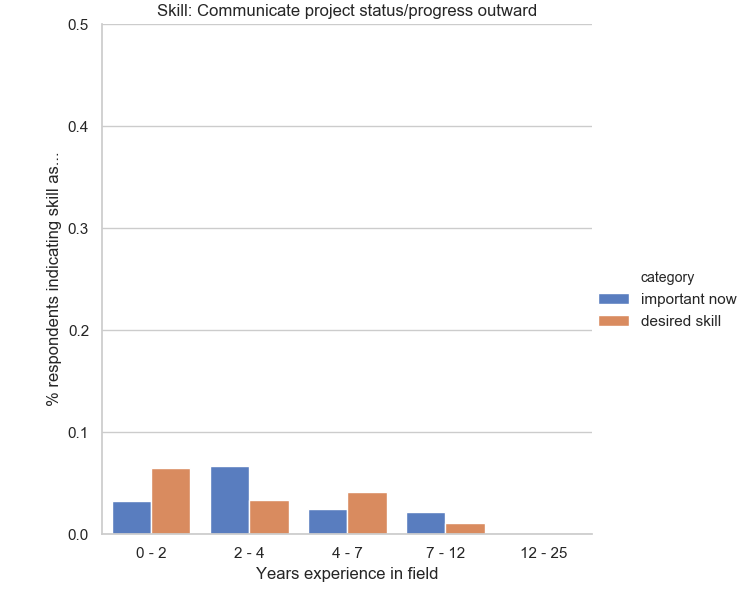 Skill: Communicate project status/progress outward
% respondents indicating skill as...
0.5
0.4
0.3
0.2
0.1
0.0
0 - 2
2 - 4
4 - 7
7 - 12
12 - 25
Years experience in field
category
important now
desired skill